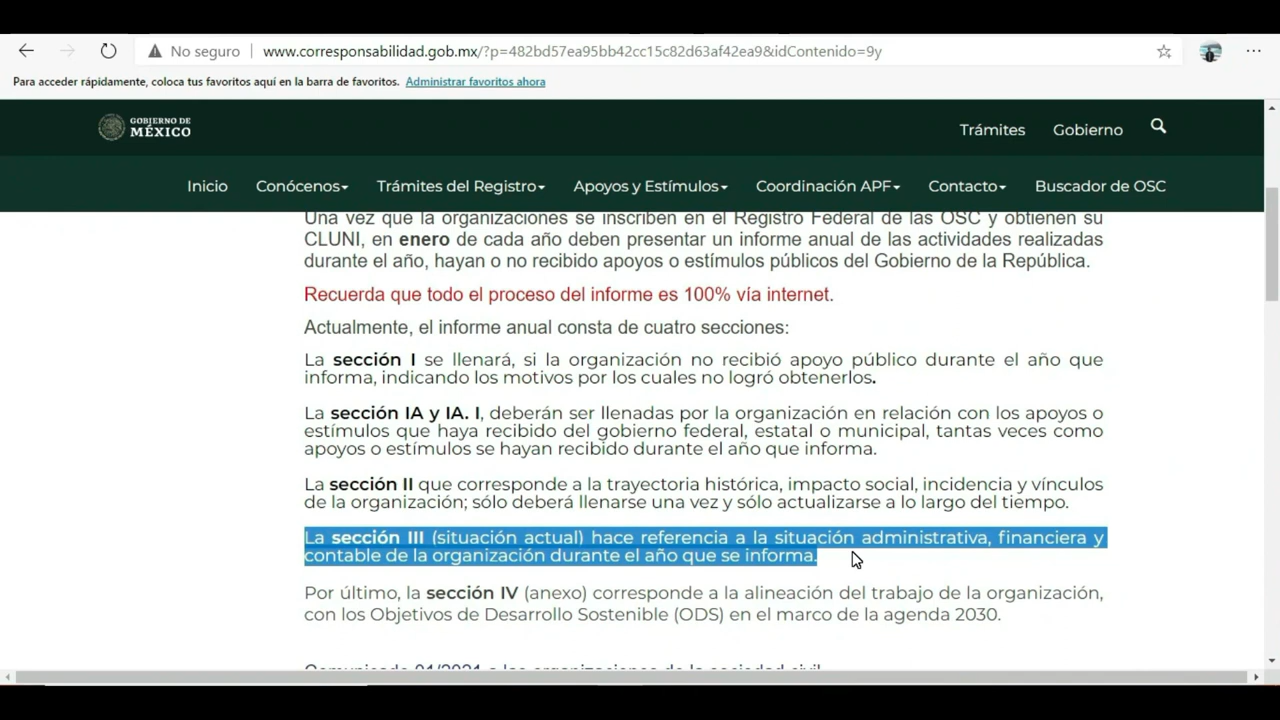 No seguro
www.corresponsabilidad.gob.mx/?p=482bd57ea95bb42cc15c82d63af42ea9&idContenido=9y
Para acceder rápidamente, coloca tus favoritos aquí en la barra de favoritos. Administrar favoritos ahora
GOBIERNO DE
MÉXICO
Trámites Gobierno
Inicio Conócenos Trámites del Registro Apoyos y Estímulos Coordinación APF Contacto Buscador de OSC
Una vez que la organizaciones se inscriben en el Registro Federal de las OSC y obtienen su
CLUNI, en enero de cada año deben presentar un informe anual de las actividades realizadas
durante el año, hayan o no recibido apoyos o estímulos públicos del Gobierno de la República.
Recuerda que todo el proceso del informe es 100% vía internet.
Actualmente, el informe anual consta de cuatro secciones:
La sección I se llenará, si la organización no recibió apoyo público durante el año que
informa, indicando los motivos por los cuales no logró obtenerlos.
La sección IA y IA. I, deberán ser llenadas por la organización en relación con los apoyos o
estímulos que haya recibido del gobierno federal, estatal o municipal, tantas veces como
apoyos o estímulos se hayan recibido durante el año que informa.
La sección II que corresponde a la trayectoria histórica, impacto social, incidencia y vínculos
de la organización; sólo deberá llenarse una vez y sólo actualizarse a lo largo del tiempo.
La sección III (situación actual) hace referencia a la situación administrativa, financiera y
contable de la organización durante el año que se informa.
Por último, la sección IV (anexo) corresponde a la alineación del trabajo de la organización,
con los Objetivos de Desarrollo Sostenible (ODS) en el marco de la agenda 2030.
Comunicado 01/2021 a las organizaciones de la sociedad civil